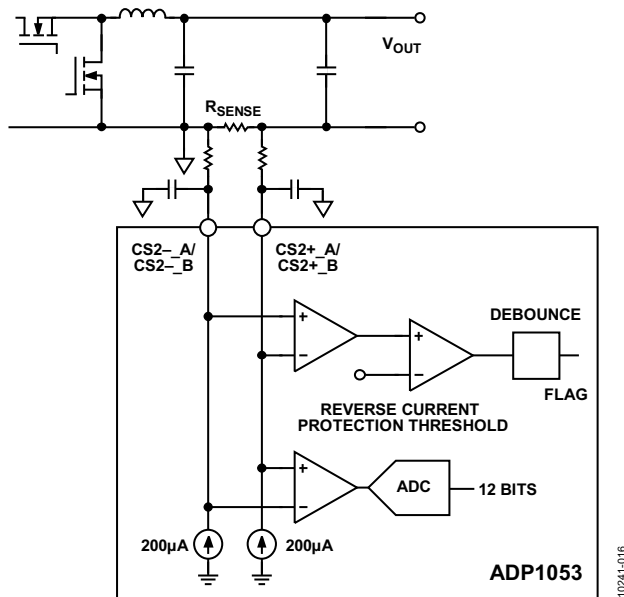 VOUT
RSENSE
CS2–_A/
CS2–_B
CS2+_A/
CS2+_B
+
–
+
–
DEBOUNCE
FLAG
REVERSE CURRENT
PROTECTION THRESHOLD
+
–
ADC
12 BITS
200µA
200µA
ADP1053
10241-016